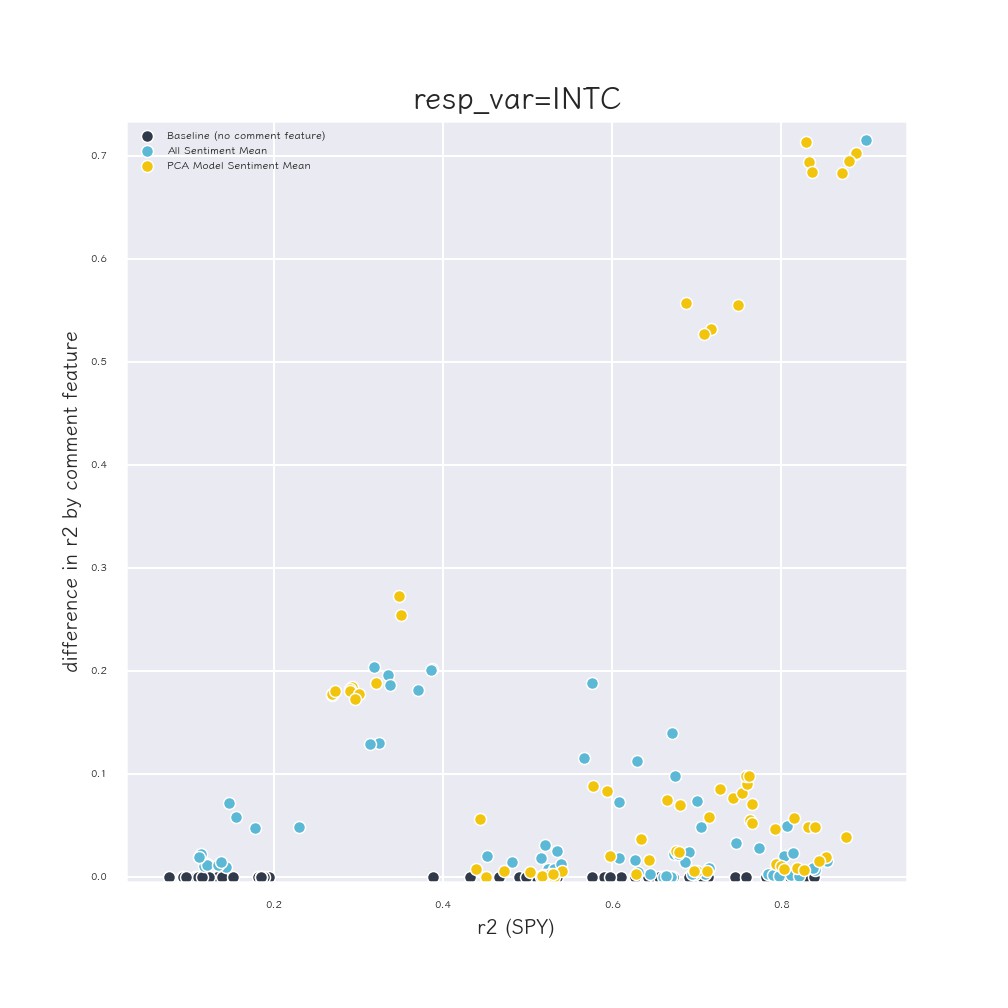 resp_var=INTC
Baseline (no comment feature)
All Sentiment Mean
PCA Model Sentiment Mean
0.7
0.6
0.5
0.4
0.3
0.2
0.1
0.0
difference in r2 by comment feature
0.2 0.4 0.6 0.8
r2 (SPY)